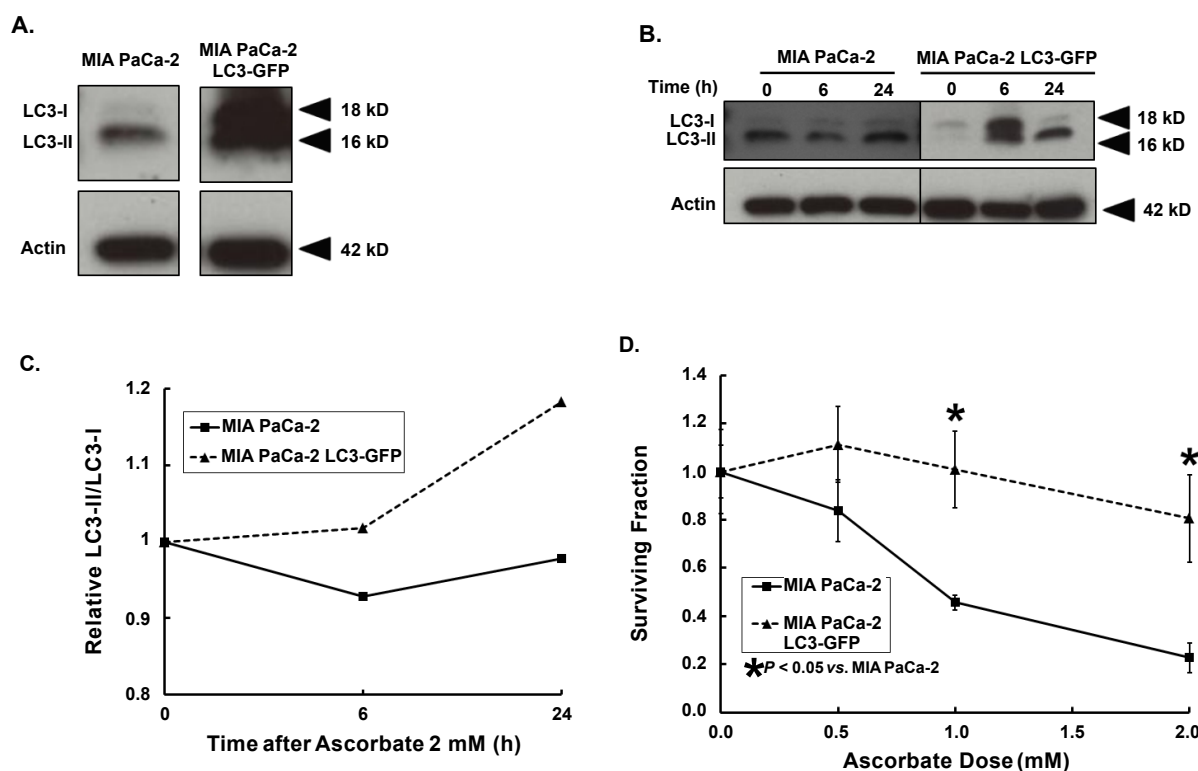 A.
MIA PaCa-2
MIA PaCa-2
LC3-GFP
LC3-I
LC3-II
18 kD
16 kD
Actin
42 kD
B.
MIA PaCa-2
MIA PaCa-2 LC3-GFP
Time (h)
0 6 24 0 6 24
LC3-I
LC3-II
18 kD
16 kD
Actin
42 kD
C.
1.2
1.1
1
0.9
0.8
Relative LC3-II/LC3-I
MIA PaCa-2
MIA PaCa-2 LC3-GFP
0 6 24
Time after Ascorbate 2 mM (h)
D.
1.4
1.2
1.0
0.8
0.6
0.4
0.2
0.0
Surviving Fraction
*
*
MIA PaCa-2
MIA PaCa-2
LC3-GFP
*P < 0.05 vs. MIA PaCa-2
0.0 0.5 1.0 1.5 2.0
Ascorbate Dose (mM)